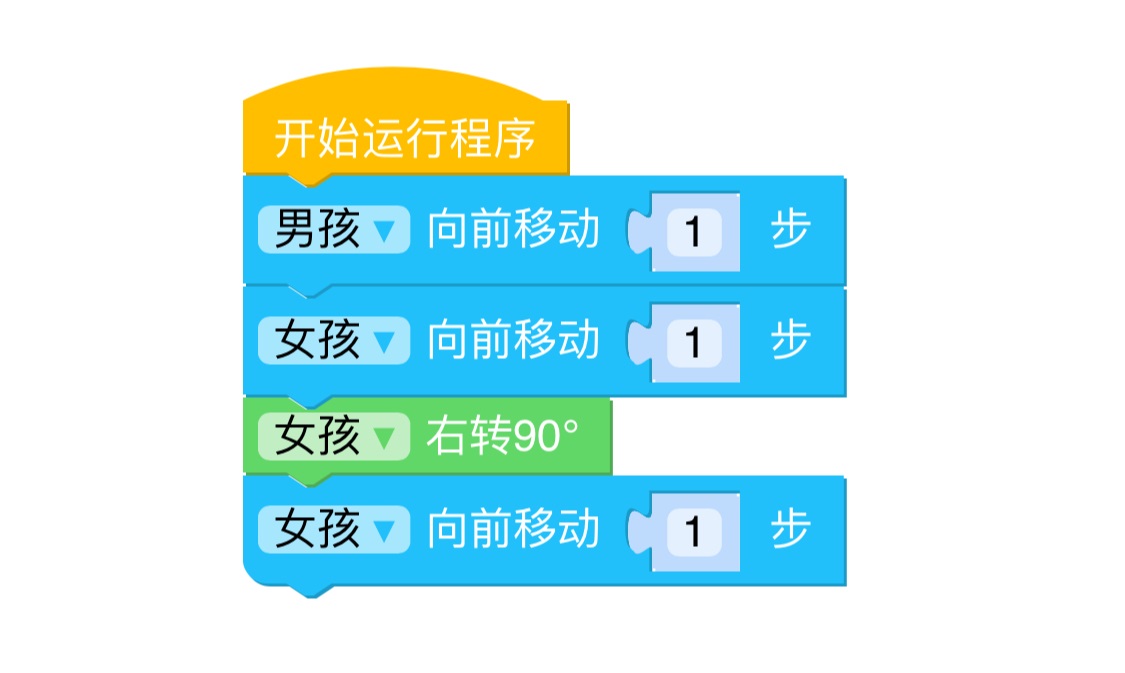 开始运行程序
男孩▼ 向前移动 1 步
女孩▼ 向前移动 1 步
女孩▼ 右转90°
女孩▼ 向前移动 1 步